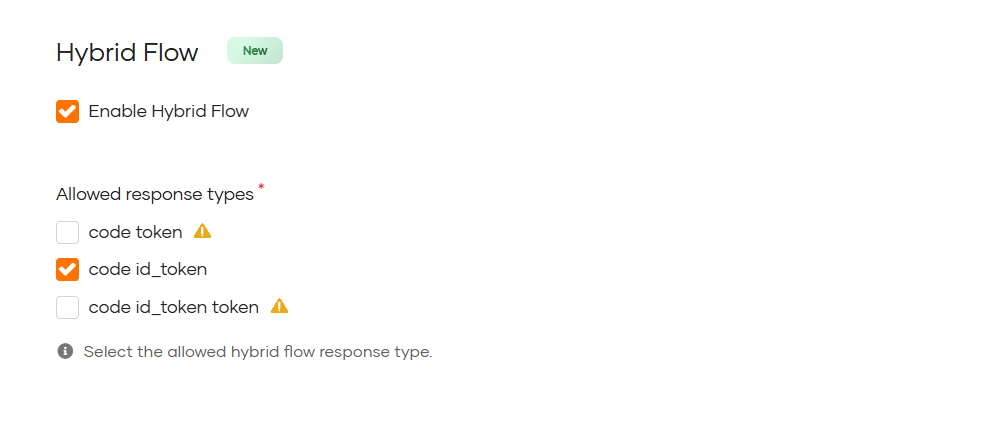 Hybrid Flow New
Enable Hybrid Flow
Allowed response types *
code token
code id_token
code id_token token
Select the allowed hybrid flow response type.